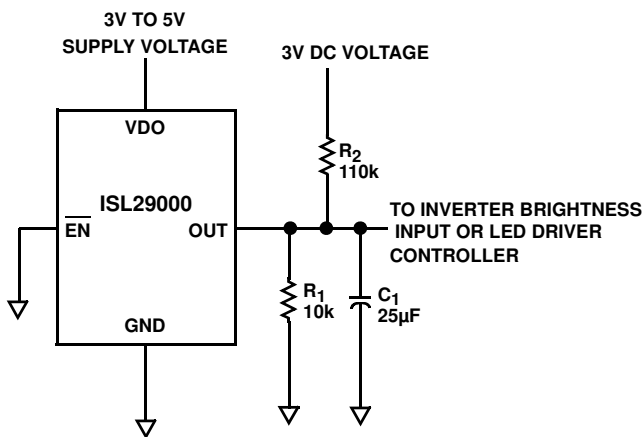 3V TO 5V
SUPPLY VOLTAGE
3V DC VOLTAGE
VDO
R2
110k
ISL29000
EN
OUT
TO INVERTER BRIGHTNESS
INPUT OR LED DRIVER
CONTROLLER
R1
10k
C1
25µF
GND